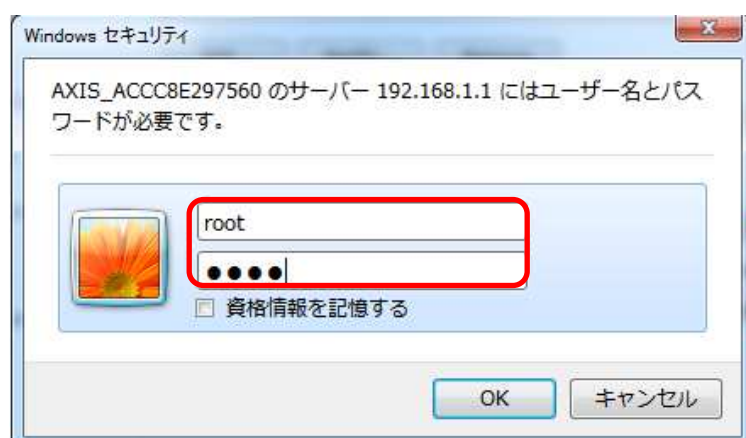 Windows セキュリティ
AXIS_ACCC8E297560 のサーバー 192.168.1.1 にはユーザー名とパス
ワードが必要です。
root
●●●●
資格情報を記憶する
OK
キャンセル